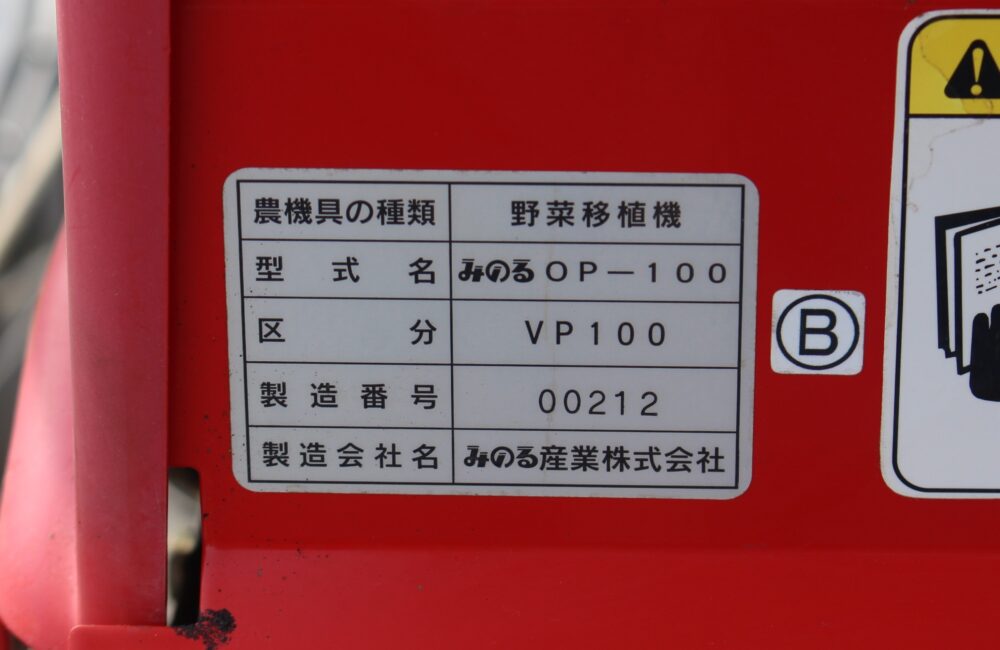 農機具の種類 野菜移植機
型式名 みのるOP－100
区分 VP100
製造番号 00212
製造会社名 みのる産業株式会社
B